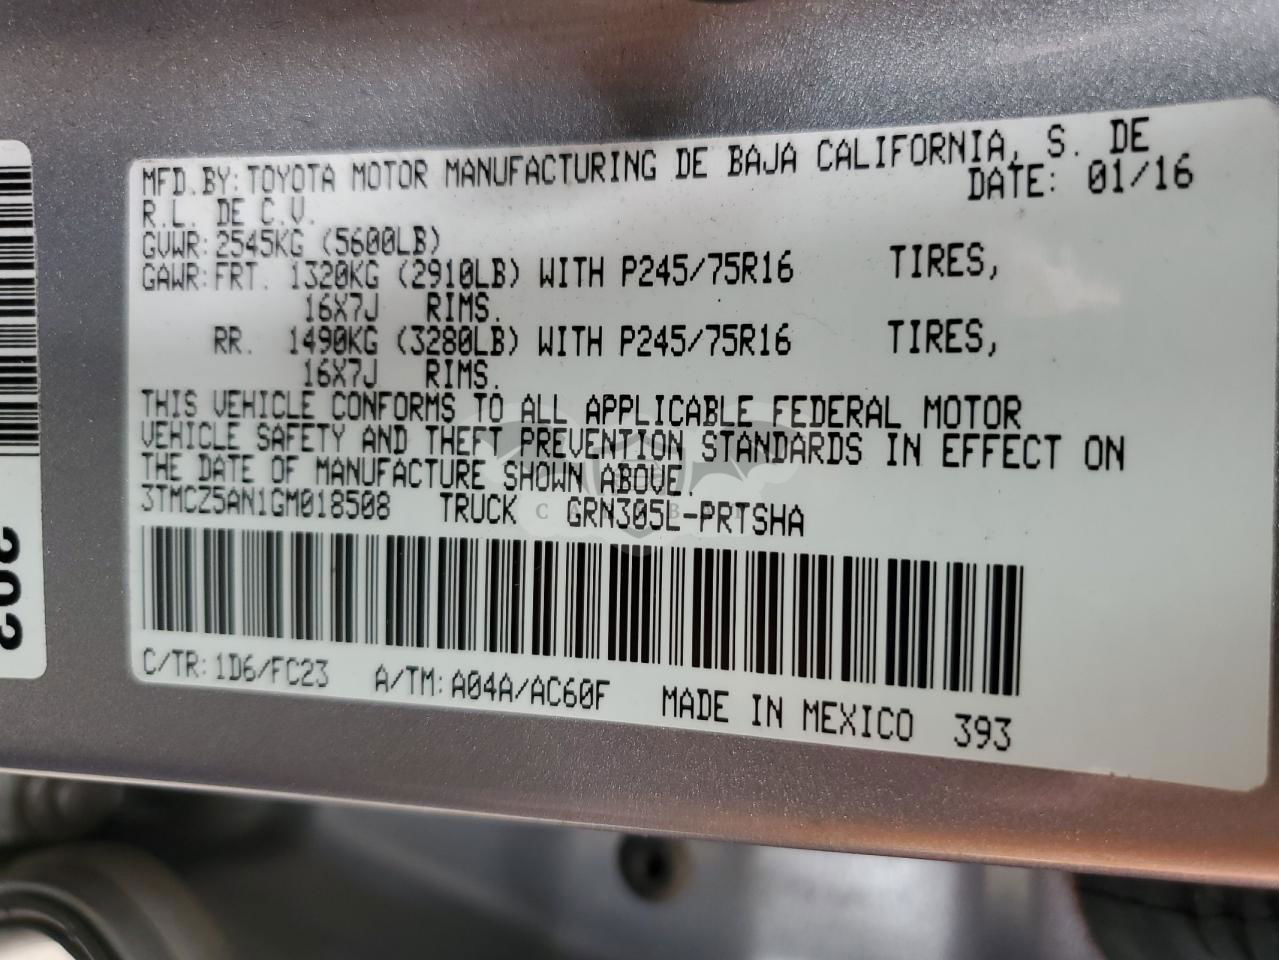 MFD.BY:TOYOTA MOTOR MANUFACTURING DE BAJA CALIFORNIA, S. DE
R.L. DE C.V.
DATE: 01/16
GVWR:2545KG (5600LB)
GAWR:FRT. 1320KG (2910LB) WITH P245/75R16 TIRES,
16X7J RIMS.
RR. 1490KG (3280LB) WITH P245/75R16 TIRES,
16X7J RIMS.
THIS VEHICLE CONFORMS TO ALL APPLICABLE FEDERAL MOTOR
VEHICLE SAFETY AND THEFT PREVENTION STANDARDS IN EFFECT ON
THE DATE OF MANUFACTURE SHOWN ABOVE.
3TMCZ5AN1GM018508 TRUCK GRN305L-PRTSHA
C/TR:1D6/FC23 A/TM:A04A/AC60F MADE IN MEXICO 393
202